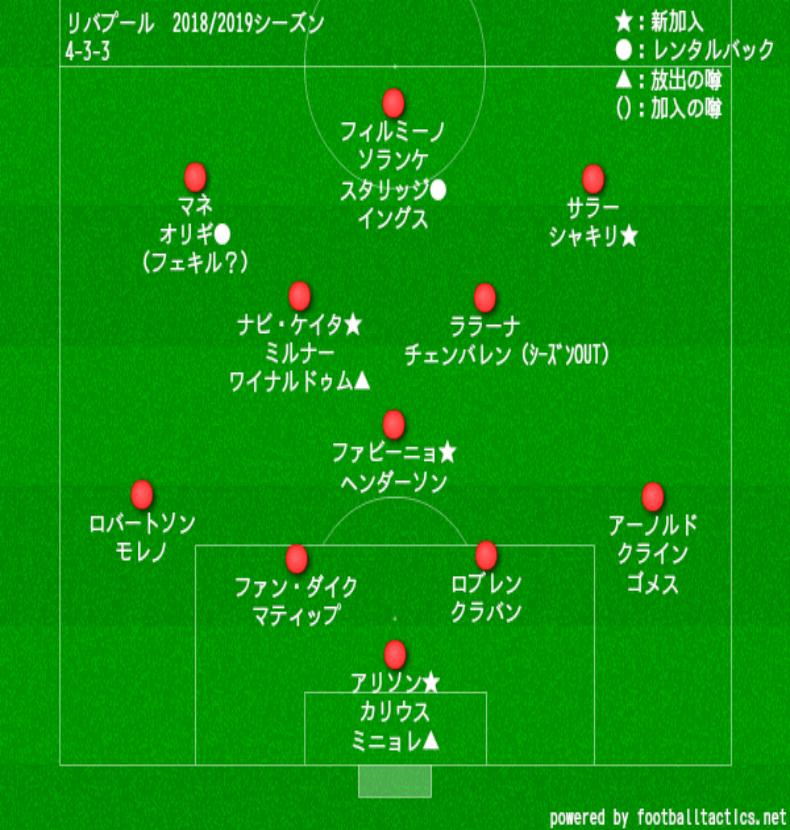 リバプール　2018/2019シーズン
4-3-3
★：新加入
●：レンタルバック
▲：放出の噂
()：加入の噂
フィルミーノ
ソランケ
スタリッジ●
イングス
マネ
オリギ●
(フェキル？)
サラー
シャキリ★
ナビ・ケイタ★
ミルナー
ワイナルドゥム▲
ララーナ
チェンバレン (ｼｰｽﾞﾝOUT)
ファビーニョ★
ヘンダーソン
ロバートソン
モレノ
アーノルド
クライン
ゴメス
ファン・ダイク
マティップ
ロブレン
クラバン
アリソン★
カリウス
ミニョレ▲
powered by footballtactics.net